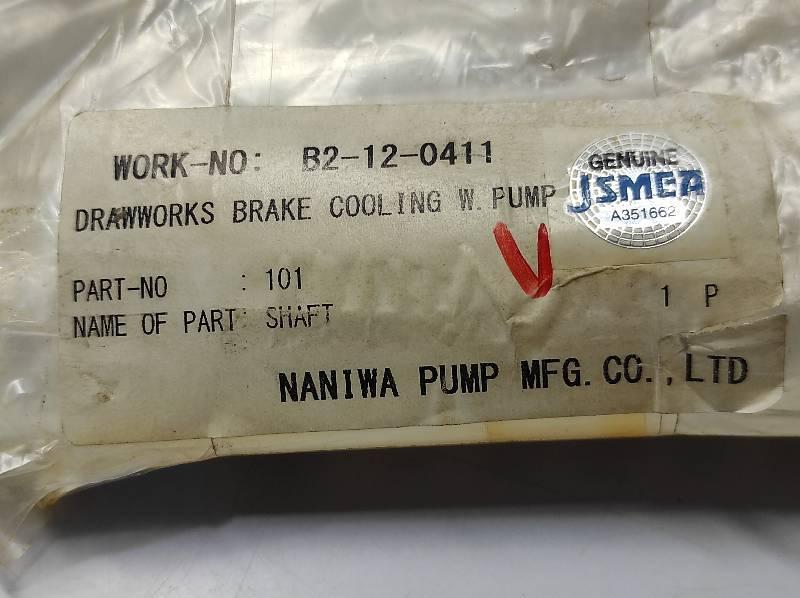 WORK-NO: B2-12-0411
GENUINE
JSMEA
A351662
DRAWWORKS BRAKE COOLING W. PUMP
PART-NO : 101
1 P
NAME OF PART: SHAFT
NANIWA PUMP MFG. CO., LTD